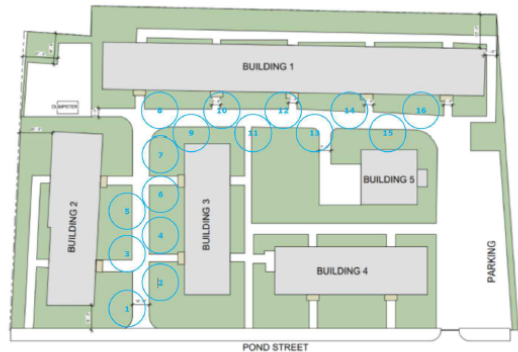 BUILDING 1
DUMPSTER
8
10
12
14
16
9
11
13
15
7
BUILDING 5
6
BUILDING 2
5
BUILDING 3
4
3
BUILDING 4
PARKING
2
1
POND STREET